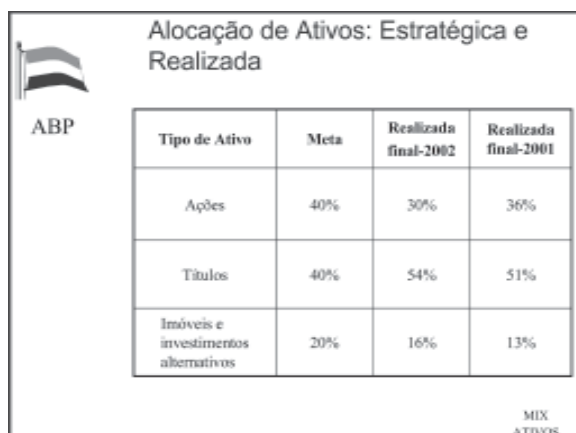 Alocação de Ativos: Estratégica e
Realizada
ABP
Tipo de Ativo Meta Realizada final-2002 Realizada final-2001
Ações 40% 30% 36%
Títulos 40% 54% 51%
Imóveis e
investimentos
alternativos 20% 16% 13%
MIX
ATIVOS